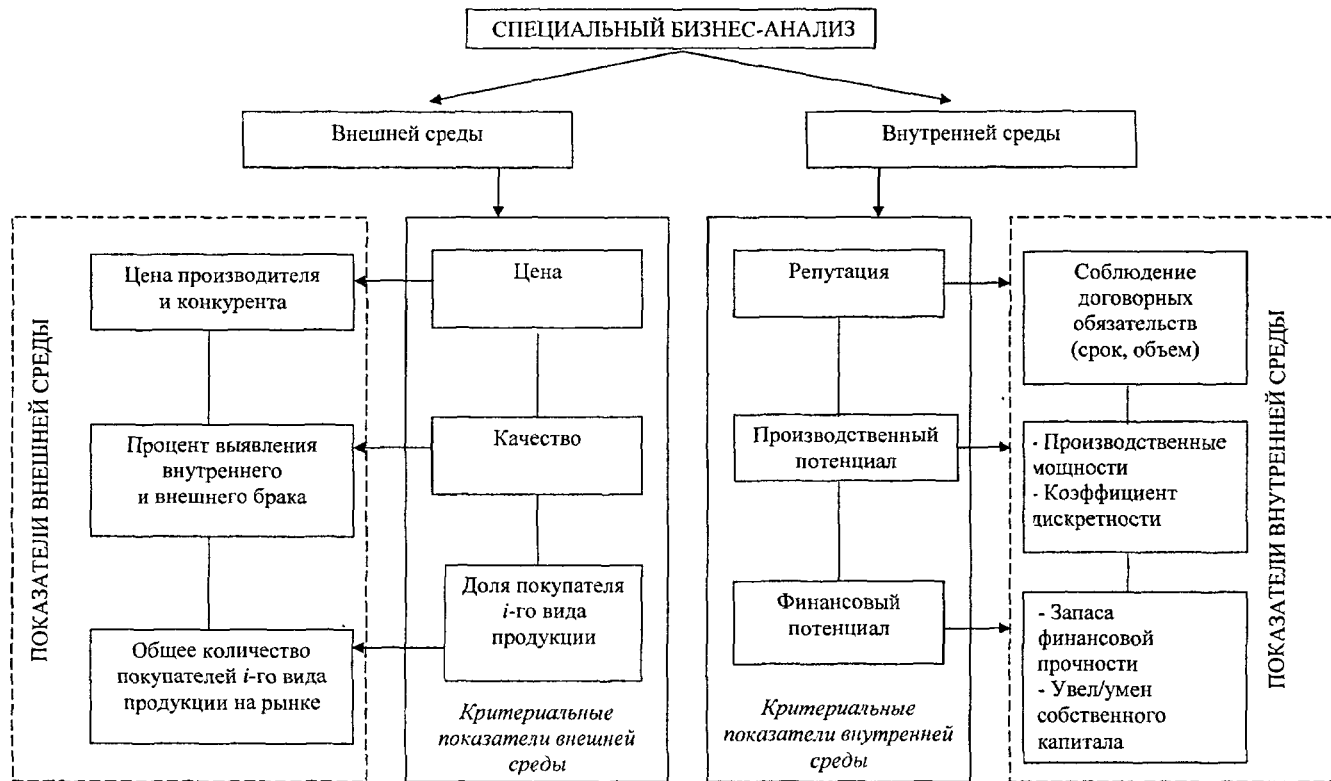 СПЕЦИАЛЬНЫЙ БИЗНЕС-АНАЛИЗ
Внешней среды
Внутренней среды
ПОКАЗАТЕЛИ ВНЕШНЕЙ СРЕДЫ
Цена производителя
и конкурента
Процент выявления
внутреннего
и внешнего брака
Общее количество
покупателей i-го вида
продукции на рынке
Цена
Качество
Доля покупателя
i-го вида
продукции
Критериальные
показатели внешней
среды
Репутация
Производственный
потенциал
Финансовый
потенциал
Критериальные
показатели внутренней
среды
Соблюдение
договорных
обязательств
(срок, объем)
- Производственные
мощности
- Коэффициент
дискретности
- Запаса
финансовой
прочности
- Увел/умен
собственного
капитала
ПОКАЗАТЕЛИ ВНУТРЕННЕЙ СРЕДЫ